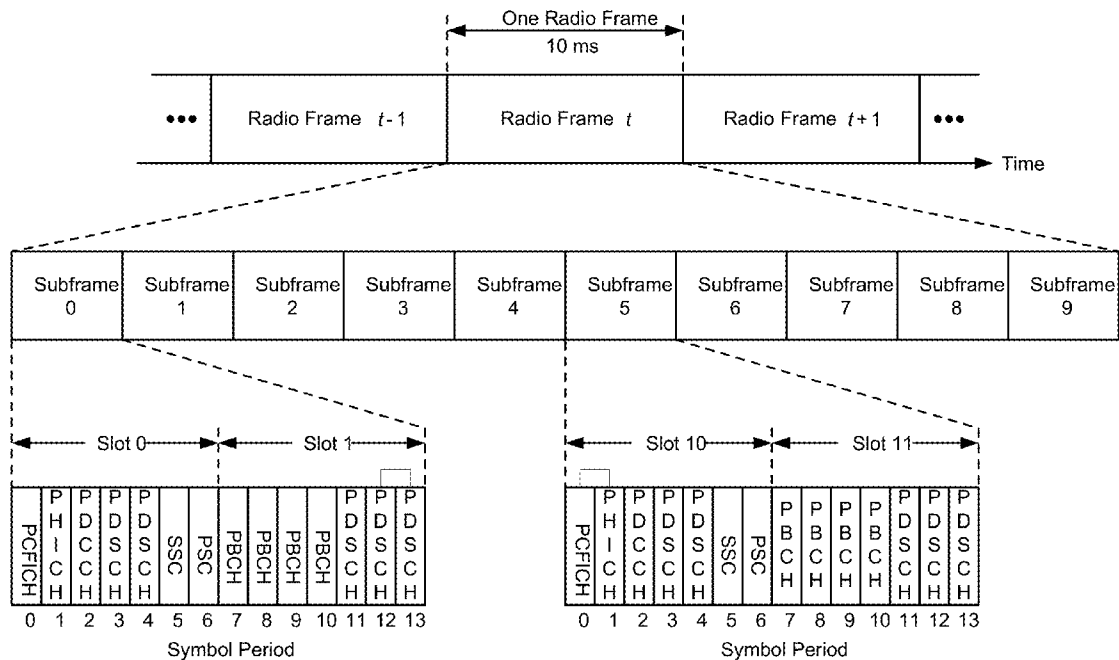 One Radio Frame
10 ms
••• Radio Frame t-1 Radio Frame t Radio Frame t+1 •••
Time
Subframe 0 Subframe 1 Subframe 2 Subframe 3 Subframe 4 Subframe 5 Subframe 6 Subframe 7 Subframe 8 Subframe 9
Slot 0 Slot 1 Slot 10 Slot 11
PCFICH PHICH PDCCH PDSCH PDSCH SSC PSC PBCH PBCH PBCH PBCH PDSCH PDSCH PDSCH
PCFICH PHICH PDCCH PDSCH PDSCH SSC PSC PBCH PBCH PBCH PBCH PDSCH PDSCH PDSCH
0 1 2 3 4 5 6 7 8 9 10 11 12 13
0 1 2 3 4 5 6 7 8 9 10 11 12 13
Symbol Period Symbol Period